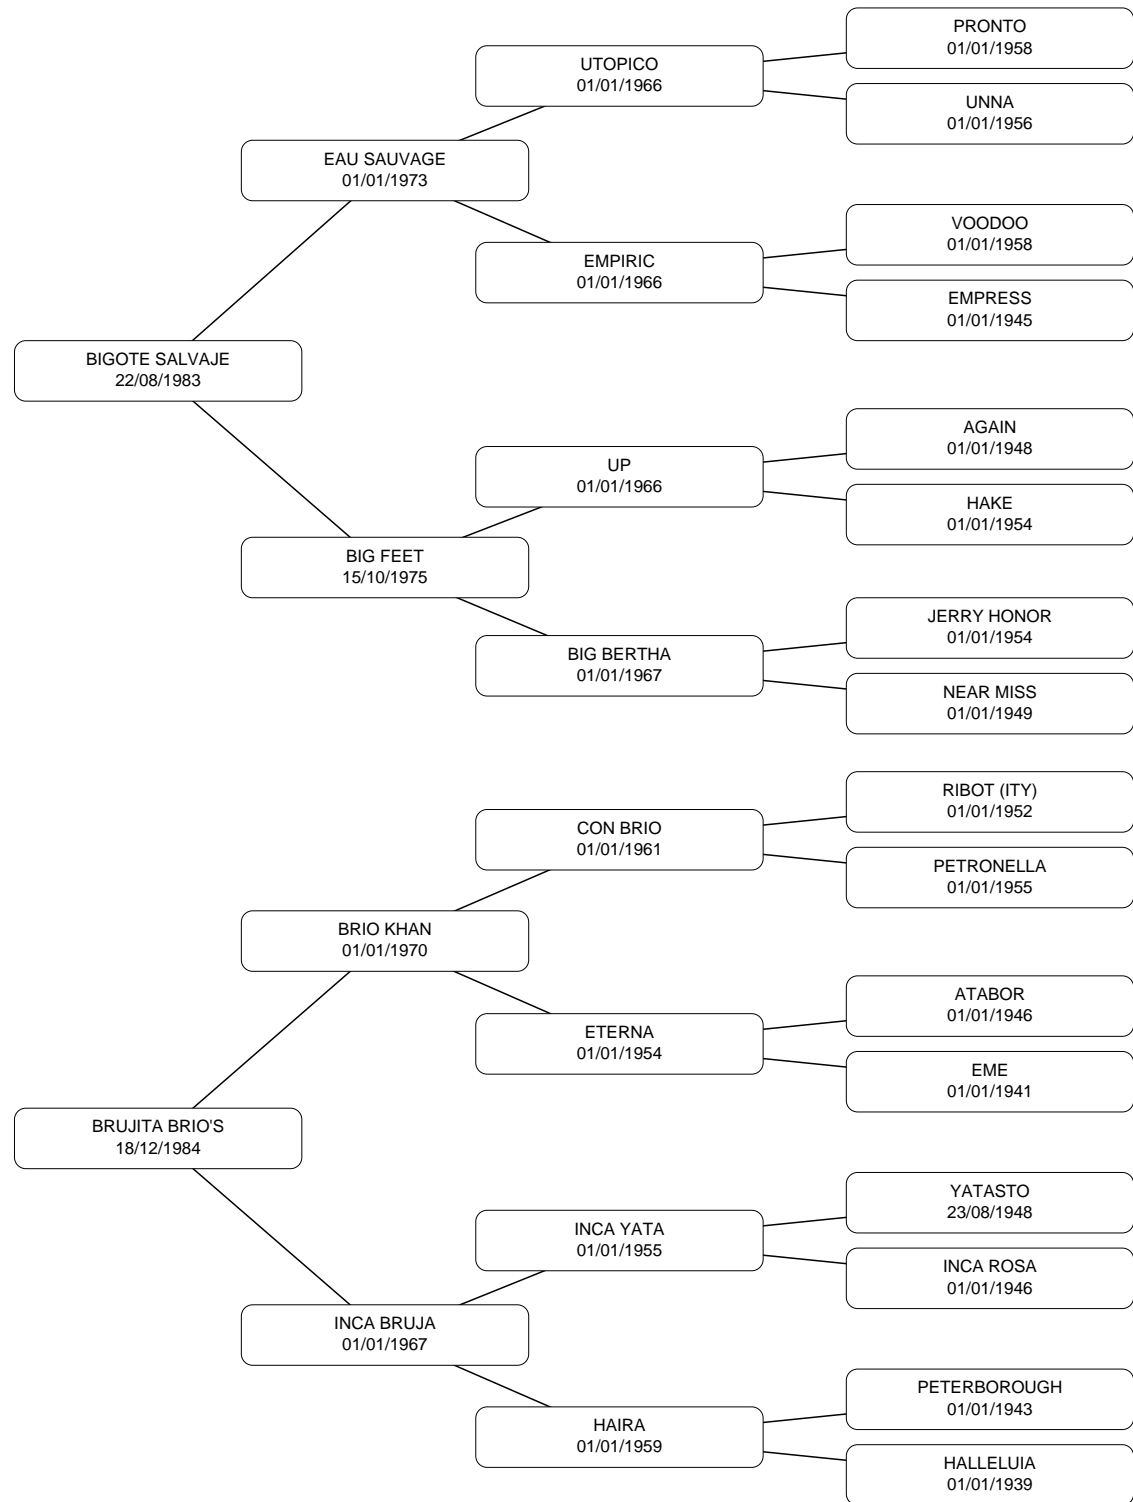 PRONTO
01/01/1958
UTOPICO
01/01/1966
UNNA
01/01/1956
EAU SAUVAGE
01/01/1973
VOODOO
01/01/1958
EMPIRIC
01/01/1966
EMPRESS
01/01/1945
BIGOTE SALVAJE
22/08/1983
AGAIN
01/01/1948
UP
01/01/1966
HAKE
01/01/1954
BIG FEET
15/10/1975
JERRY HONOR
01/01/1954
BIG BERTHA
01/01/1967
NEAR MISS
01/01/1949
RIBOT (ITY)
01/01/1952
CON BRIO
01/01/1961
PETRONELLA
01/01/1955
BRIO KHAN
01/01/1970
ATABOR
01/01/1946
ETERNA
01/01/1954
EME
01/01/1941
BRUJITA BRIO'S
18/12/1984
YATASTO
23/08/1948
INCA YATA
01/01/1955
INCA ROSA
01/01/1946
INCA BRUJA
01/01/1967
PETERBOROUGH
01/01/1943
HAIRA
01/01/1959
HALLELUIA
01/01/1939